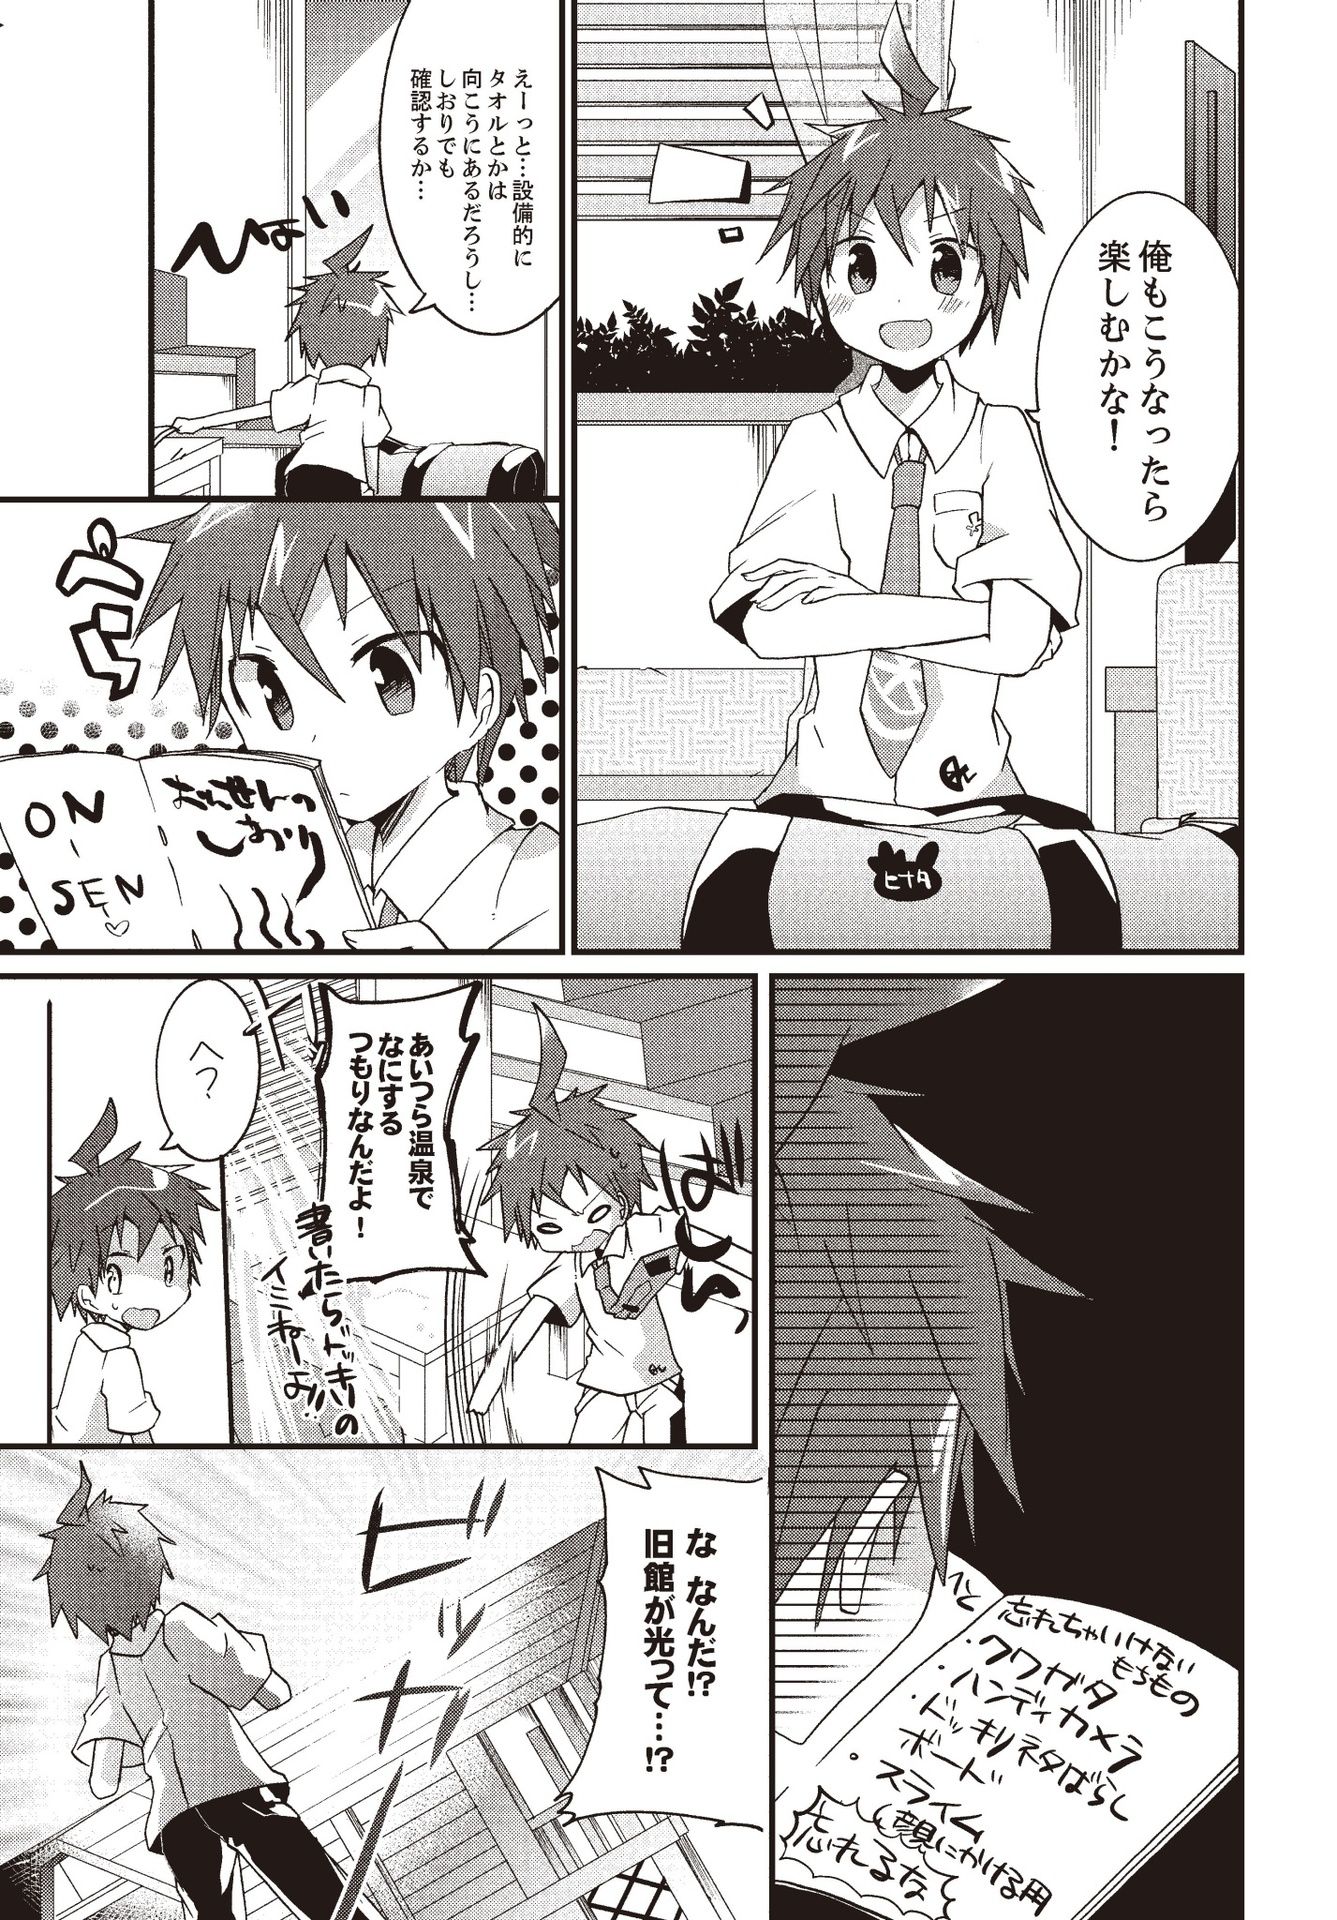 俺もこうなったら
楽しむかな！
ヒナタ
えーっと…設備的に
タオルとかは
向こうにあるだろうし…
しおりでも
確認するか…
ひょい
ペラ
おんせんの
しおり
ON
-
SEN
へと
忘れちゃいけない
もちもの
・クワガタ
・ハンディカメラ
・ドッキリネタばらし
ボード
・スライム
顔にかける用
忘れるな
ばしいっ
あいつら温泉で
なにする
つもりなんだよ！
書いたらドッキリの
イミねーよ!!
へ？
な なんだ!?
旧館が光って…!?
ビ